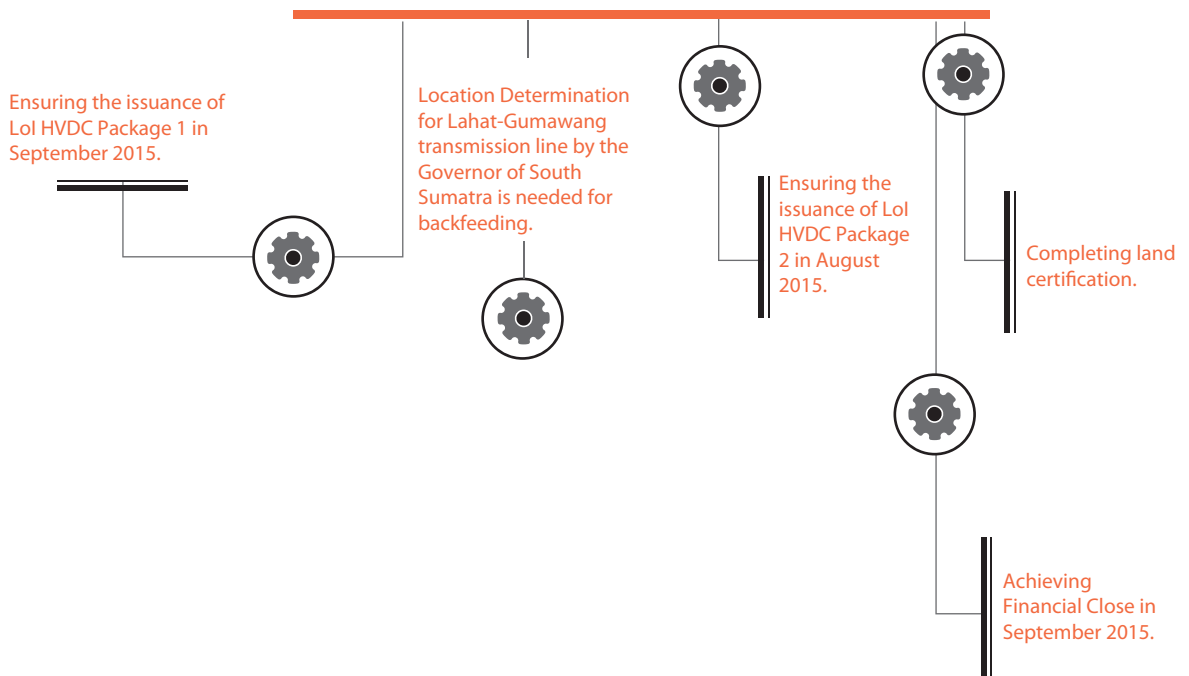 Ensuring the issuance of
LoI HVDC Package 1 in
September 2015.
Location Determination
for Lahat-Gumawang
transmission line by the
Governor of South
Sumatra is needed for
backfeeding.
Ensuring the
issuance of LoI
HVDC Package
2 in August
2015.
Completing land
certification.
Achieving
Financial Close in
September 2015.